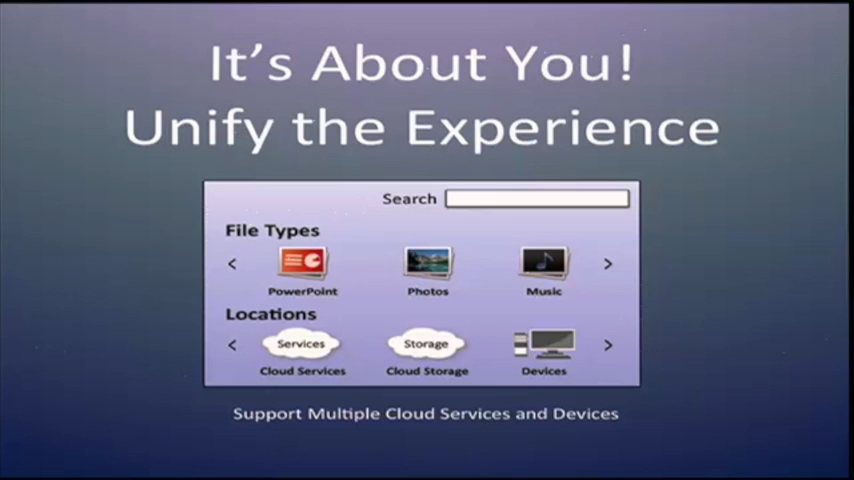 It's About You!
Unify the Experience
Search
File Types
< >
PowerPoint Photos Music
Locations
< Services Storage >
Cloud Services Cloud Storage Devices
Support Multiple Cloud Services and Devices